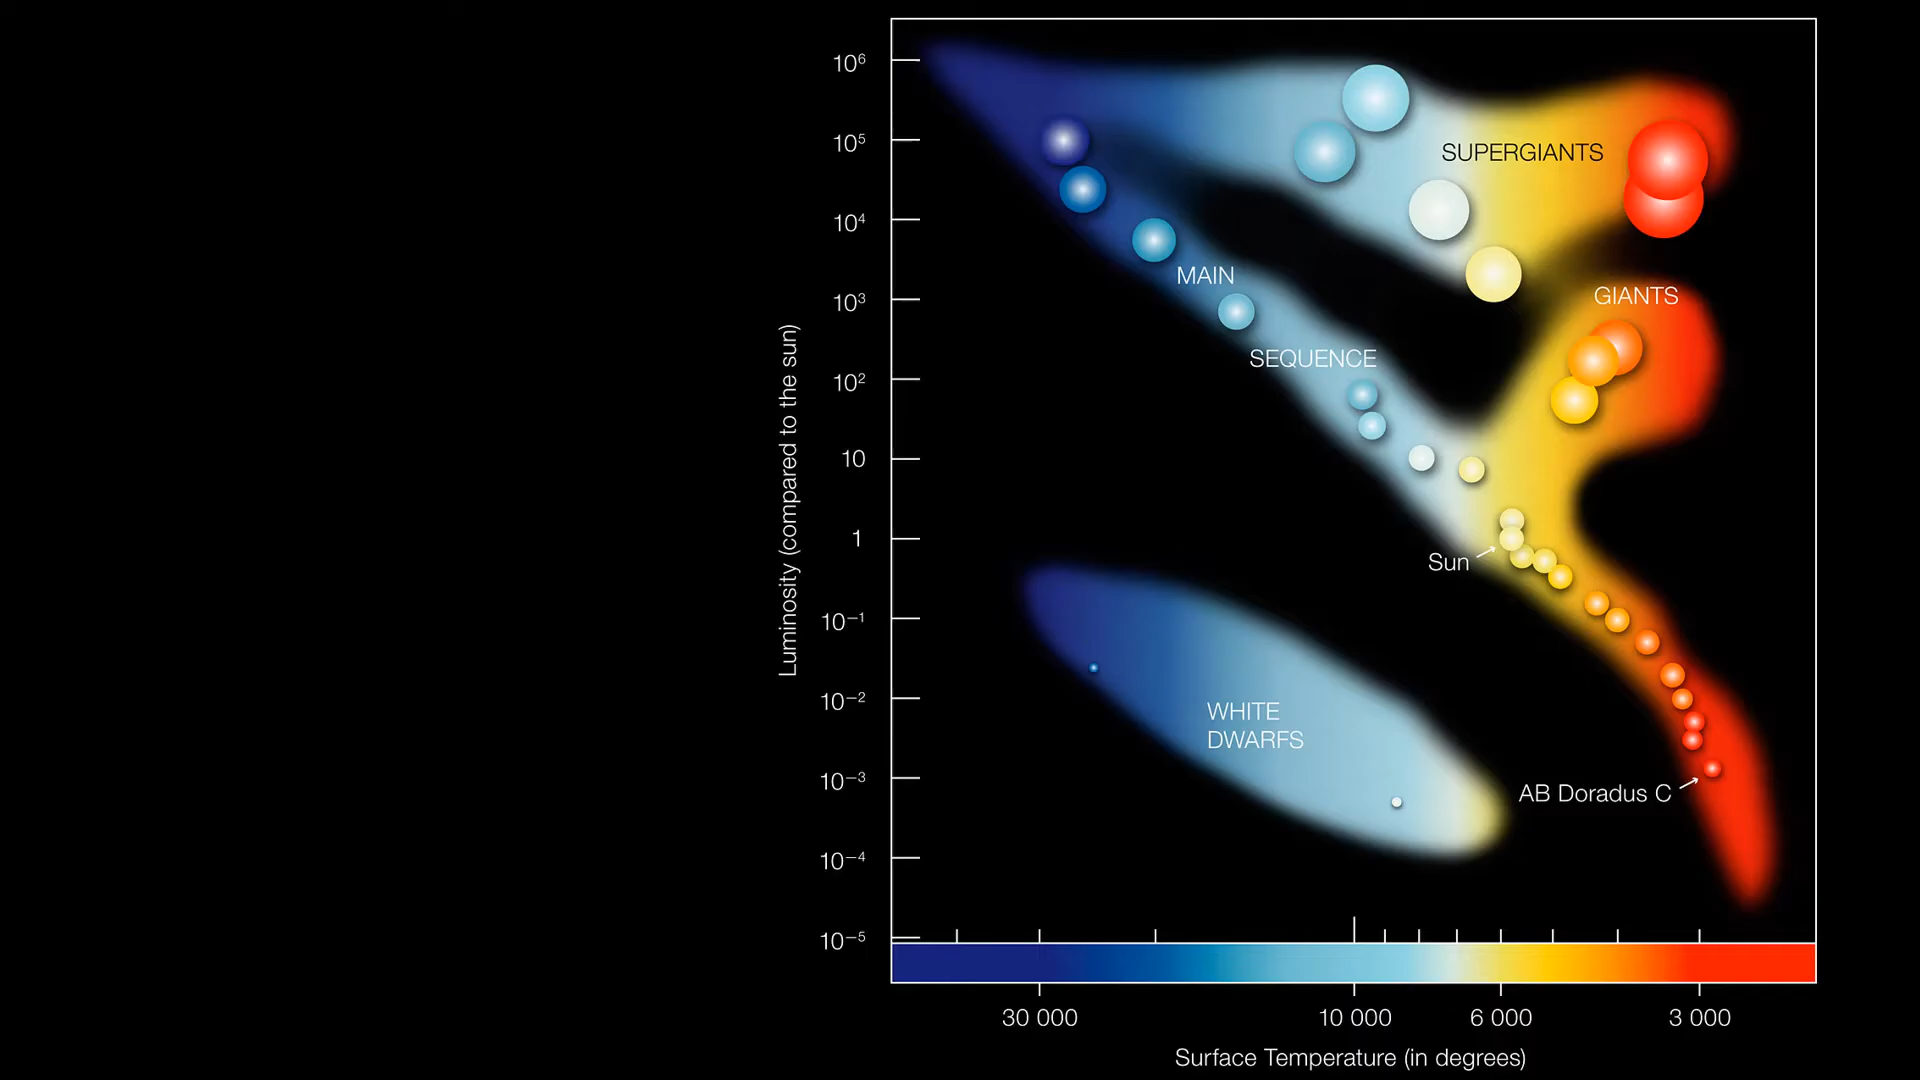 10⁶
10⁵
SUPERGIANTS
10⁴
MAIN
10³
GIANTS
SEQUENCE
10²
Luminosity (compared to the sun)
10
1
Sun
10⁻¹
10⁻²
WHITE
DWARFS
10⁻³
AB Doradus C
10⁻⁴
10⁻⁵
30 000 10 000 6 000 3 000
Surface Temperature (in degrees)